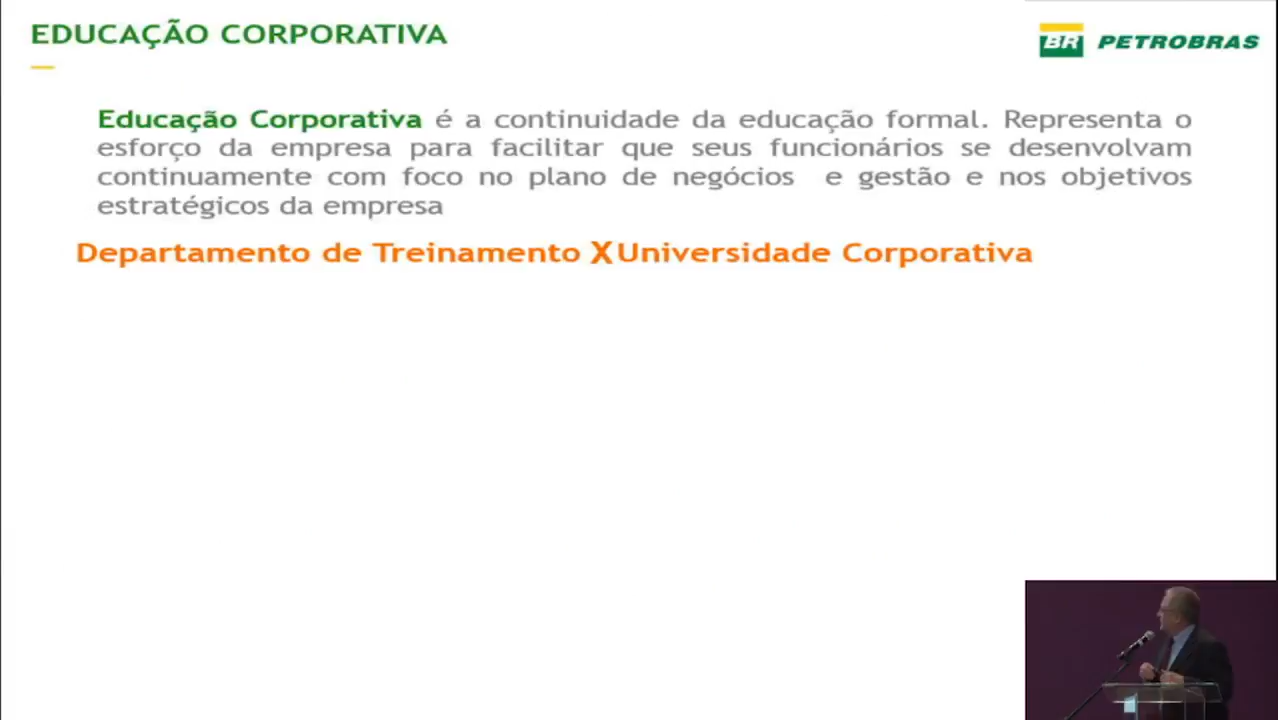 EDUCAÇÃO CORPORATIVA
BR PETROBRAS
Educação Corporativa é a continuidade da educação formal. Representa o
esforço da empresa para facilitar que seus funcionários se desenvolvam
continuamente com foco no plano de negócios e gestão e nos objetivos
estratégicos da empresa
Departamento de Treinamento X Universidade Corporativa